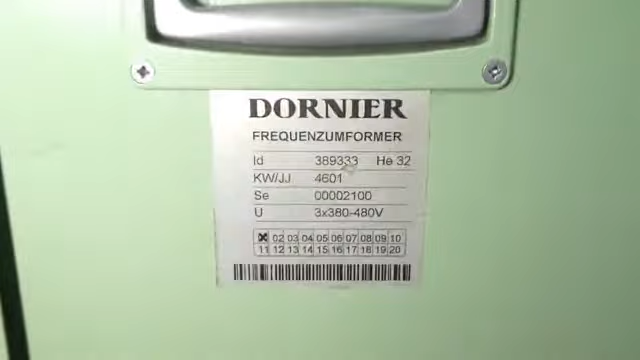 DORNIER
FREQUENZUMFORMER
Id 389333 He 32
KW/JJ 4601
Se 00002100
U 3x380-480V
02 03 04 05 06 07 08 09 10
11 12 13 14 15 16 17 18 19 20